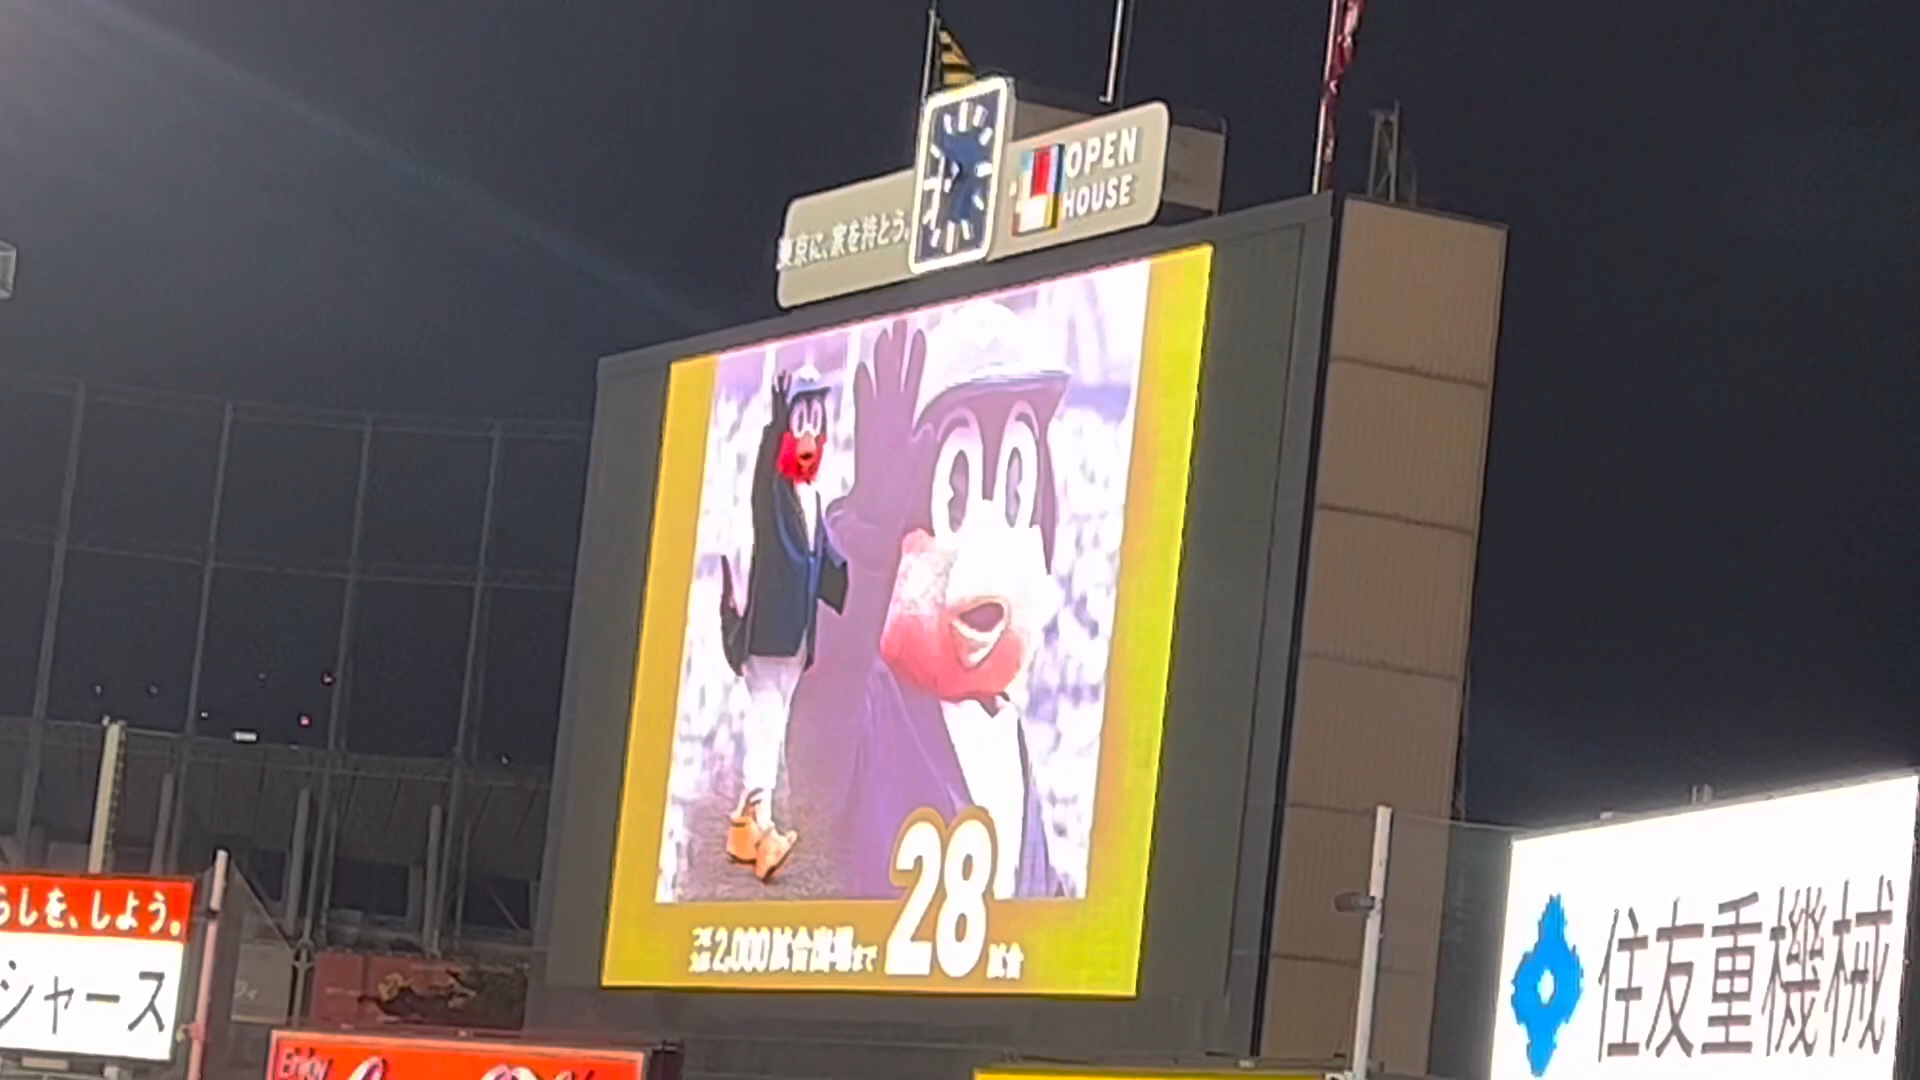 東京に、家を持とう。
OPEN
HOUSE
2,000試合出場まで
28
試合
らしを、しよう。
シャース
Enjoy
住友重機械